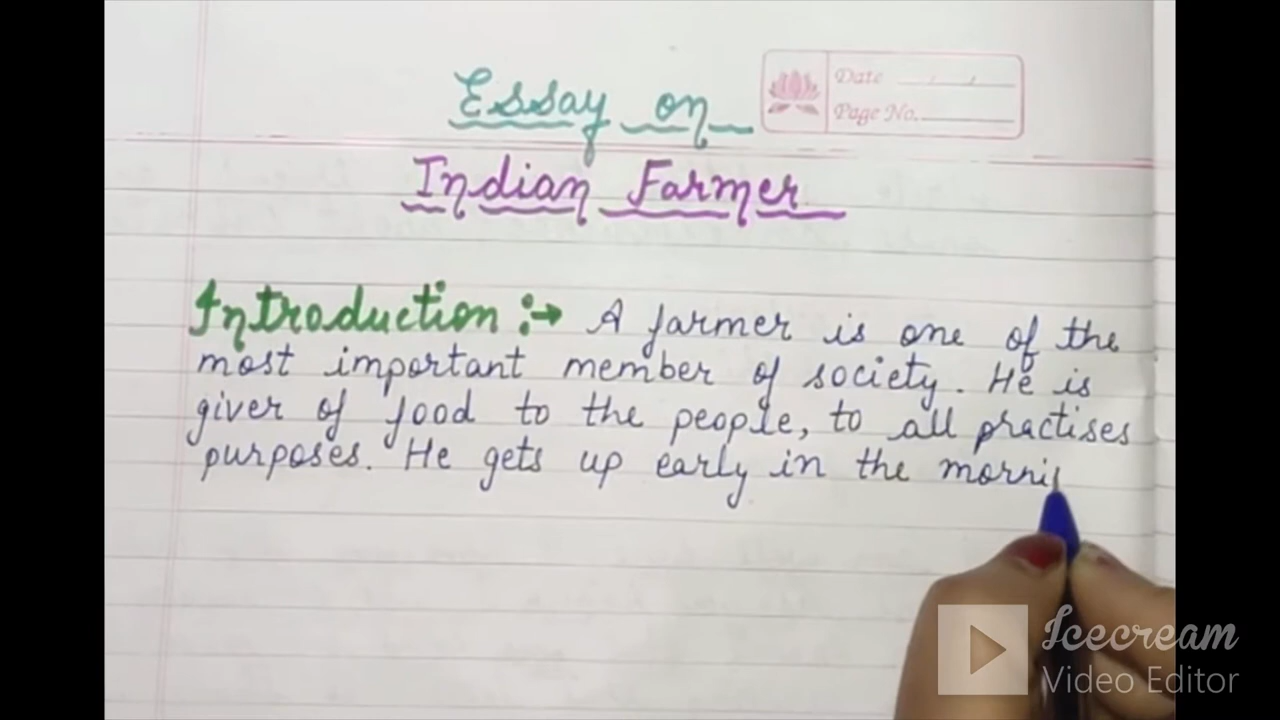 Essay on
Date
Page No.
Indian Farmer
Introduction :→ A farmer is one of the
most important member of society. He is
giver of food to the people, to all practises
purposes. He gets up early in the morni
Icecream
Video Editor